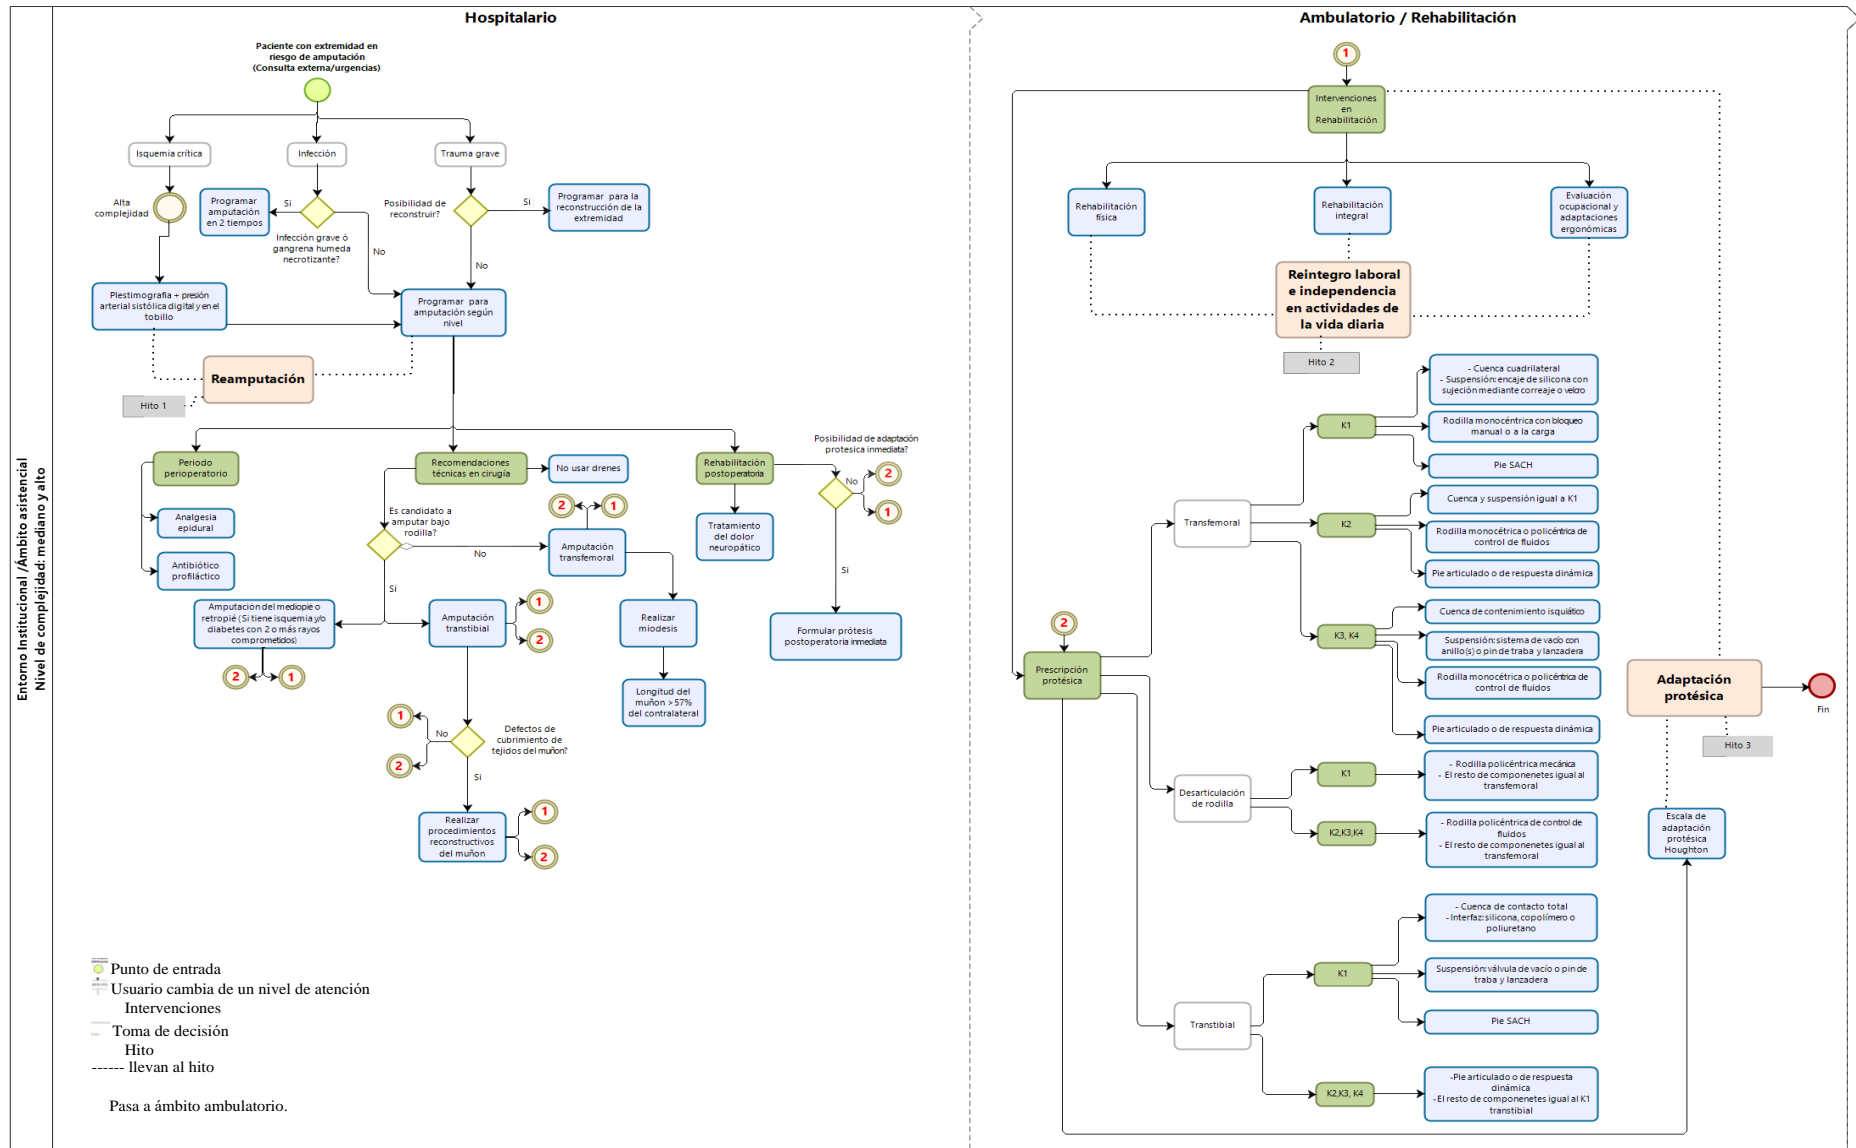 Hospitalario
Ambulatorio / Rehabilitación
Entorno Institucional /Ámbito asistencial
Nivel de complejidad: mediano y alto
Paciente con extremidad en
riesgo de amputación
(Consulta externa/urgencias)
Isquemia crítica
Infección
Trauma grave
Alta
complejidad
Programar
amputación
en 2 tiempos
Si
Infección grave ó
gangrena humeda
necrotizante?
No
Posibilidad de
reconstruir?
Si
Programar para la
reconstrucción de la
extremidad
No
Plestimografia + presión
arterial sistólica digital y en el
tobillo
Programar para
amputación según
nivel
Reamputación
Hito 1
Periodo
perioperatorio
Analgesia
epidural
Antibiótico
profiláctico
Recomendaciones
técnicas en cirugía
No usar drenes
Es candidato a
amputar bajo
rodilla?
No
Si
2
1
Amputación
transfemoral
Amputación del mediopie o
retropié (Si tiene isquemia y/o
diabetes con 2 o más rayos
comprometidos)
2
1
Amputación
transtibial
1
2
Realizar
miodesis
Longitud del
muñon >57%
del contralateral
1
No
2
Defectos de
cubrimiento de
tejidos del muñon?
Si
Realizar
procedimientos
reconstructivos
del muñon
1
2
Rehabilitación
postoperatoria
Tratamiento
del dolor
neuropático
Posibilidad de adaptación
protesica inmediata?
No
2
1
Si
Formular prótesis
postoperatoria inmediata
Punto de entrada
Usuario cambia de un nivel de atención
Intervenciones
Toma de decisión
Hito
------ llevan al hito
Pasa a ámbito ambulatorio.
1
Intervenciones
en
Rehabilitación
Rehabilitación
física
Rehabilitación
integral
Evaluación
ocupacional y
adaptaciones
ergonómicas
Reintegro laboral
e independencia
en actividades de
la vida diaria
Hito 2
2
Prescripción
protésica
Transfemoral
K1
- Cuenca cuadrilateral
- Suspensión: encaje de silicona con
sujeción mediante correaje o velcro
Rodilla monocéntrica con bloqueo
manual o a la carga
Pie SACH
K2
Cuenca y suspensión igual a K1
Rodilla monocétrica o policéntrica de
control de fluidos
Pie articulado o de respuesta dinámica
K3, K4
Cuenca de contenimiento isquiático
Suspensión: sistema de vacío con
anillo(s) o pin de traba y lanzadera
Rodilla monocétrica o policéntrica de
control de fluidos
Pie articulado o de respuesta dinámica
Desarticulación
de rodilla
K1
- Rodilla policéntrica mecánica
- El resto de componenetes igual al
transfemoral
K2,K3,K4
- Rodilla policéntrica de control de
fluidos
- El resto de componenetes igual al
transfemoral
Transtibial
K1
- Cuenca de contacto total
- Interfaz: silicona, copolímero o
poliuretano
Suspensión: válvula de vacío o pin de
traba y lanzadera
Pie SACH
K2,K3, K4
-Pie articulado o de respuesta
dinámica
-El resto de componenetes igual al K1
transtibial
Adaptación
protésica
Fin
Hito 3
Escala de
adaptación
protésica
Houghton